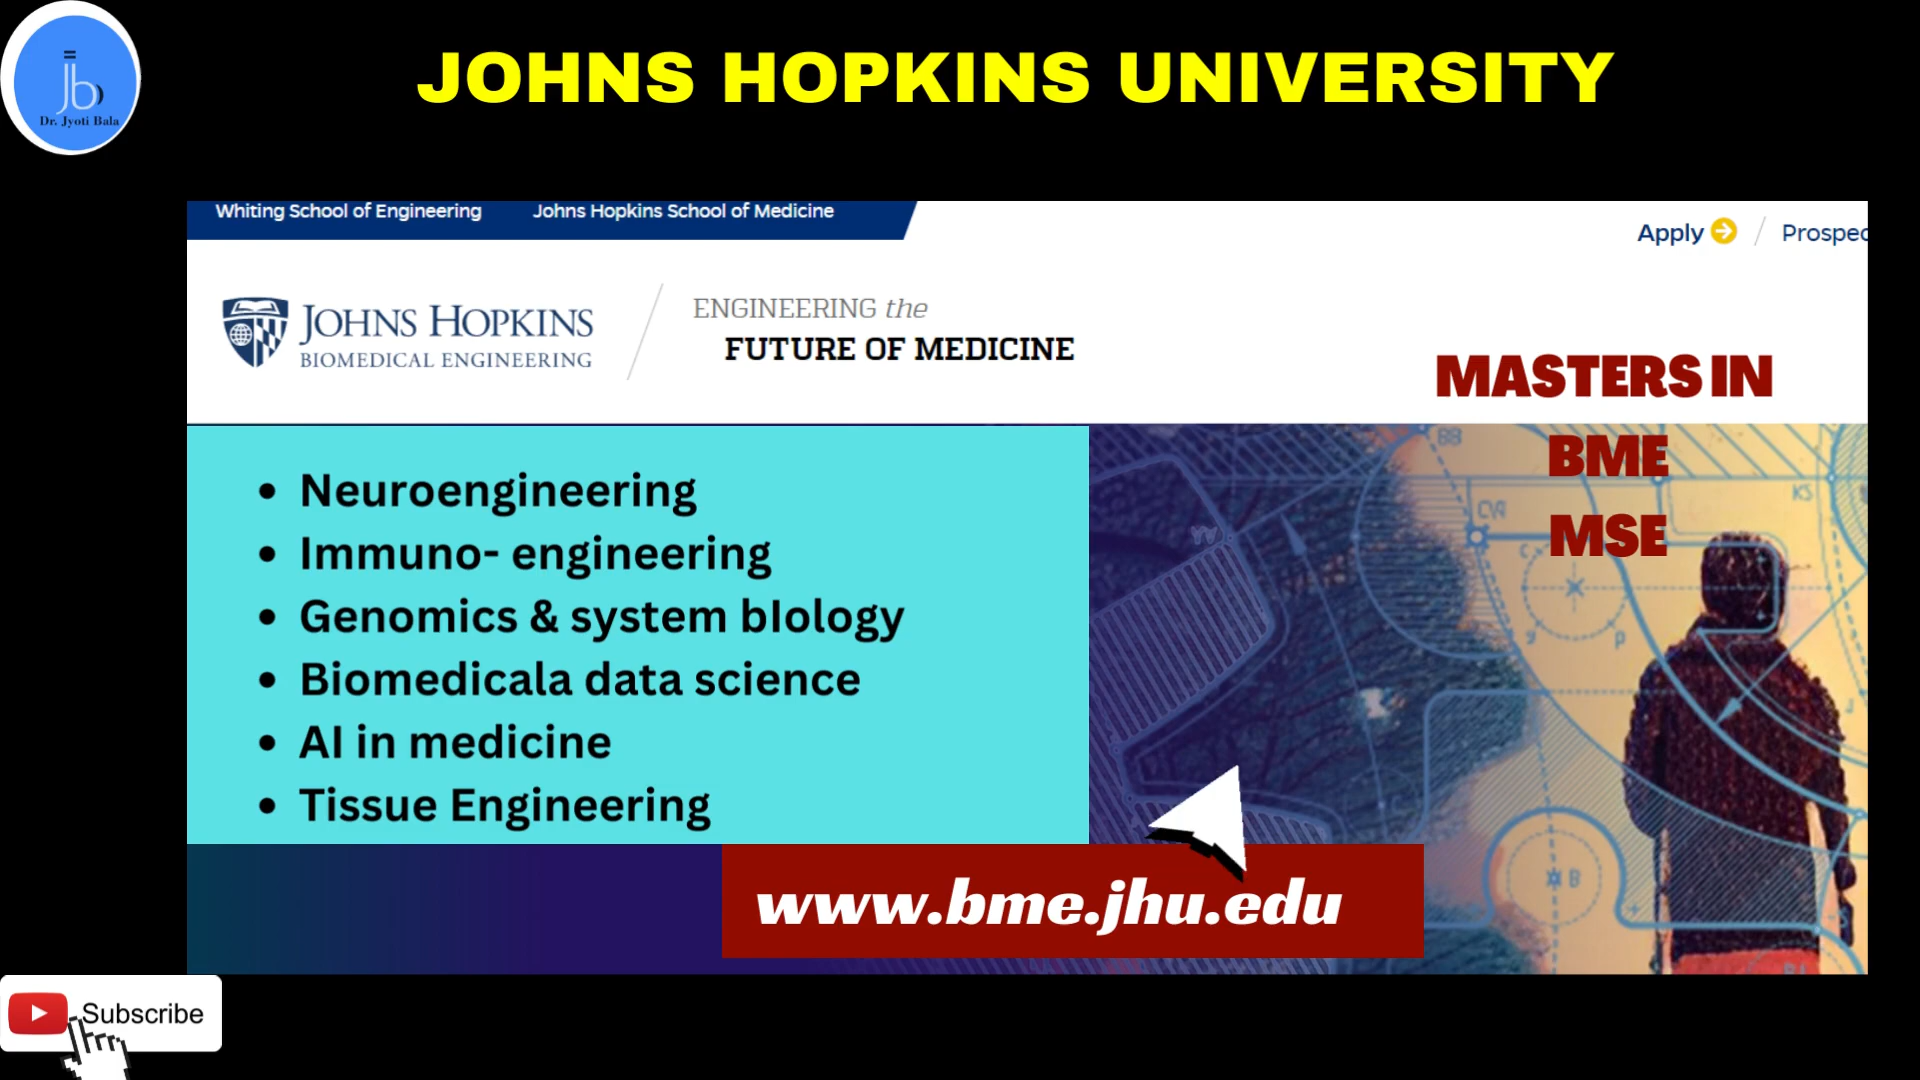 Dr. Jyoti Bala
JOHNS HOPKINS UNIVERSITY
Whiting School of Engineering
Johns Hopkins School of Medicine
Apply
JOHNS HOPKINS
BIOMEDICAL ENGINEERING
ENGINEERING the
FUTURE OF MEDICINE
MASTERS IN
BME
MSE
• Neuroengineering
• Immuno- engineering
• Genomics & system bIology
• Biomedicala data science
• AI in medicine
• Tissue Engineering
www.bme.jhu.edu
Subscribe